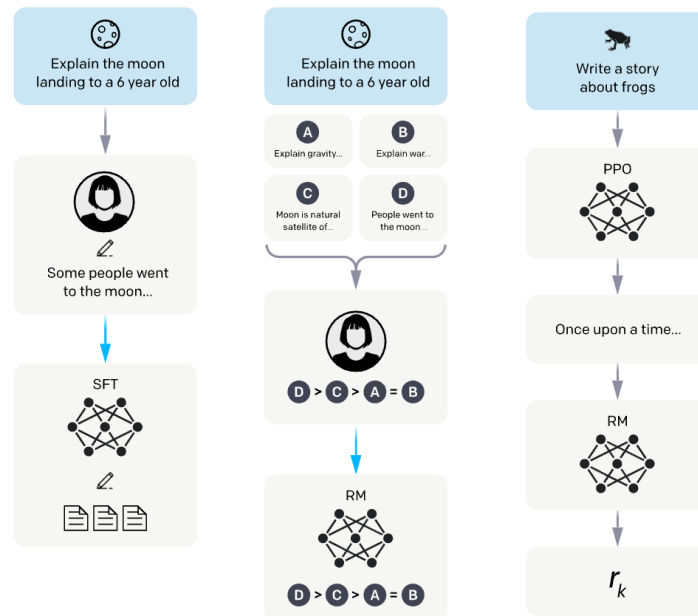 Explain the moon
landing to a 6 year old
Some people went
to the moon...
SFT
Explain the moon
landing to a 6 year old
A
Explain gravity...
B
Explain war...
C
Moon is natural
satellite of...
D
People went to
the moon...
D > C > A = B
RM
D > C > A = B
Write a story
about frogs
PPO
Once upon a time...
RM
r_k